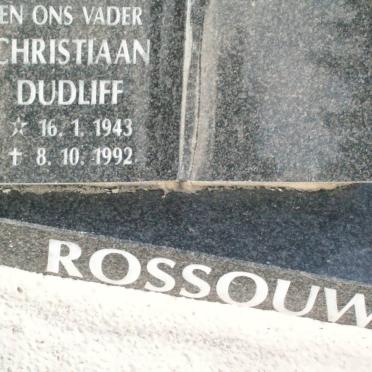 EN ONS VADER
CHRISTIAAN
DUDLIFF
☆ 16. 1. 1943
✝ 8. 10. 1992
ROSSOUW